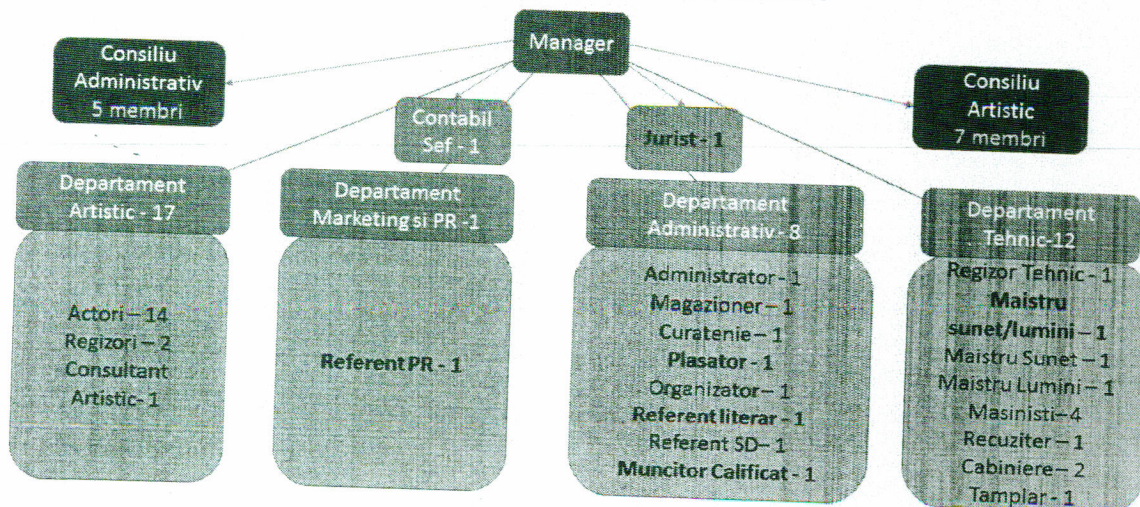 Manager
Consiliu
Administrativ
5 membri
Consiliu
Artistic
7 membri
Contabil
Sef - 1
Jurist - 1
Departament
Artistic - 17
Actori – 14
Regizori – 2
Consultant
Artistic- 1
Departament
Marketing si PR -1
Referent PR - 1
Departament
Administrativ - 8
Administrator - 1
Magazioner – 1
Curatenie – 1
Plasator – 1
Organizator – 1
Referent literar – 1
Referent SD– 1
Muncitor Calificat - 1
Departament
Tehnic-12
Regizor Tehnic - 1
Maistru
sunet/lumini – 1
Maistru Sunet – 1
Maistru Lumini – 1
Masinisti–4
Recuziter – 1
Cabiniere – 2
Tamplar - 1